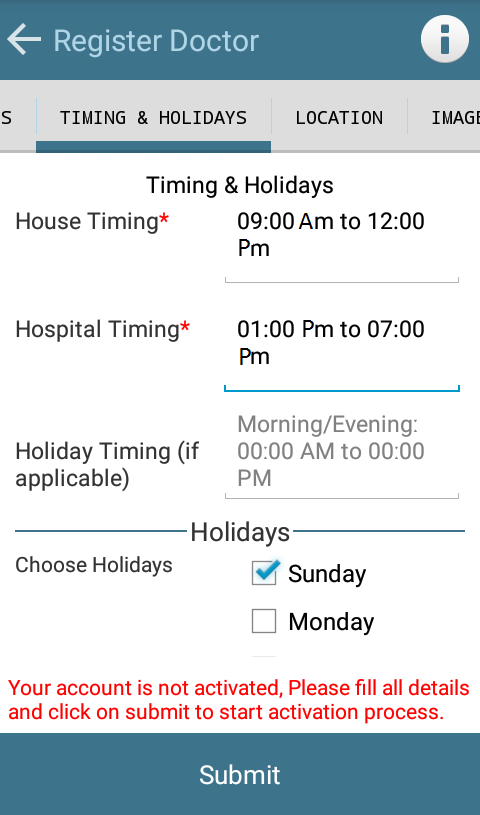 Register Doctor
S TIMING & HOLIDAYS LOCATION IMAGE
Timing & Holidays
House Timing* 09:00 Am to 12:00
Pm
Hospital Timing* 01:00 Pm to 07:00
Pm
Morning/Evening:
Holiday Timing (if 00:00 AM to 00:00
applicable) PM
Holidays
Choose Holidays Sunday
Monday
Your account is not activated, Please fill all details
and click on submit to start activation process.
Submit